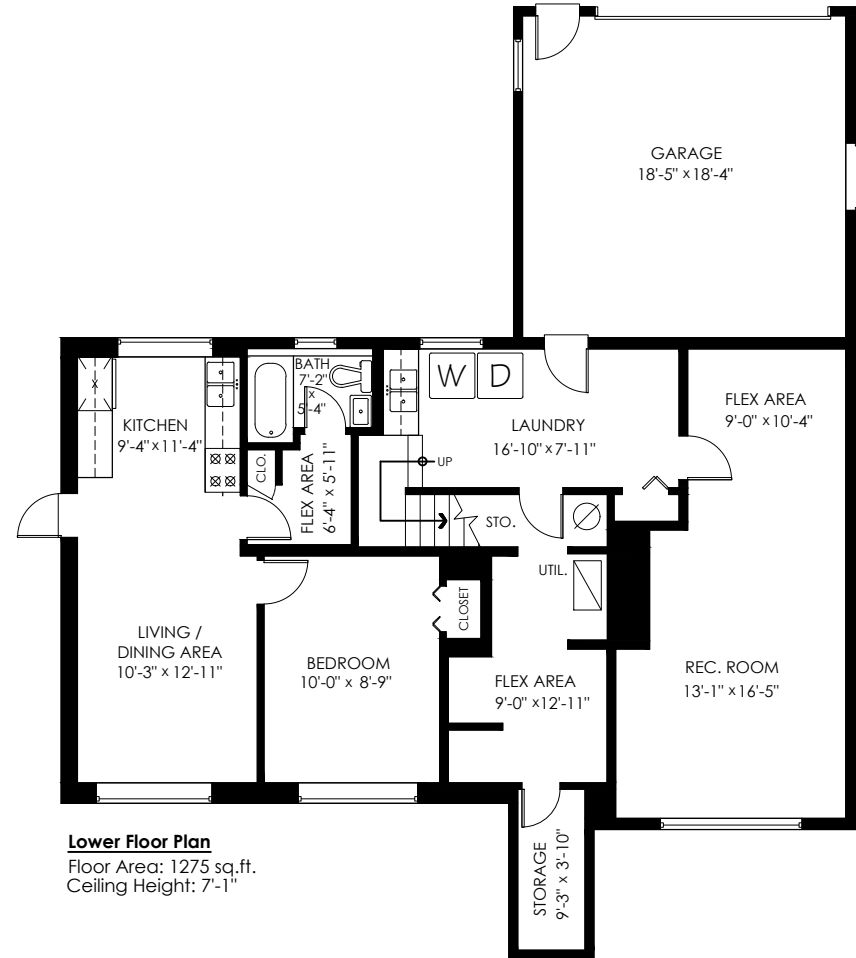 GARAGE
18'-5" x 18'-4"
BATH
7'-2"
x
5'-4"
W D
KITCHEN
9'-4" x 11'-4"
LAUNDRY
16'-10" x 7'-11"
FLEX AREA
9'-0" x 10'-4"
CLO.
FLEX AREA
6'-4" x 5'-11"
UP
STO.
UTIL.
LIVING /
DINING AREA
10'-3" x 12'-11"
BEDROOM
10'-0" x 8'-9"
CLOSET
FLEX AREA
9'-0" x 12'-11"
REC. ROOM
13'-1" x 16'-5"
STORAGE
9'-3" x 3'-10"
Lower Floor Plan
Floor Area: 1275 sq.ft.
Ceiling Height: 7'-1"